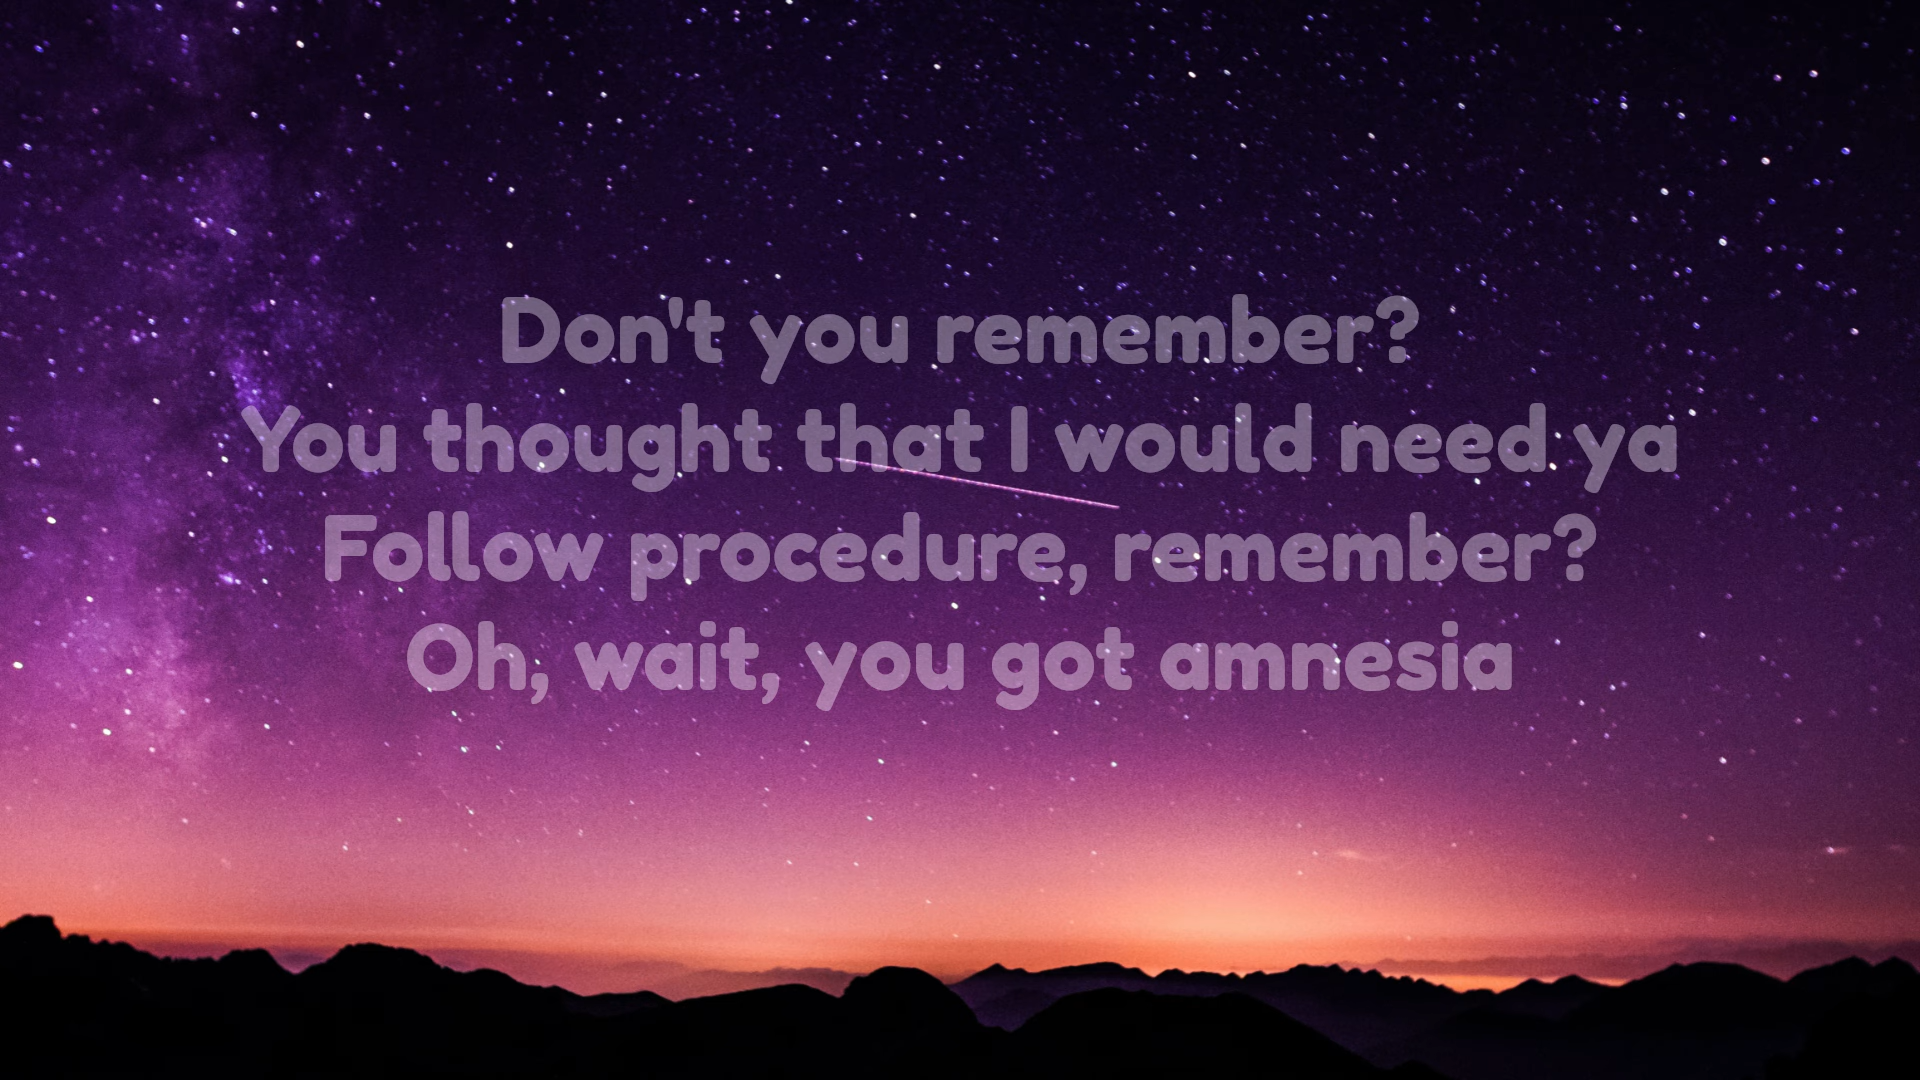 Don't you remember?
You thought that I would need ya
Follow procedure, remember?
Oh, wait, you got amnesia